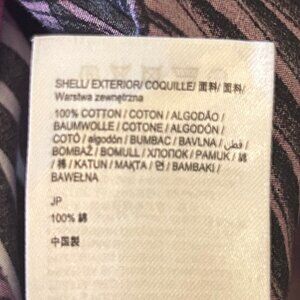 SHELL/ EXTERIOR/ COQUILLE/ 面料/ 面料/
Warstwa zewnętrzna
100% COTTON / COTON / ALGODÃO /
BAUMWOLLE / COTONE / ALGODÓN /
COTÓ / algodón / BUMBAC / BAVLNA / قطن /
BOMBAŽ / BOMULL / ХЛОПОК / PAMUK / 綿
/ 棉 / KATUN / МАҚТА / 면 / BAMBAKI /
BAWEŁNA
JP
100% 綿
中国製